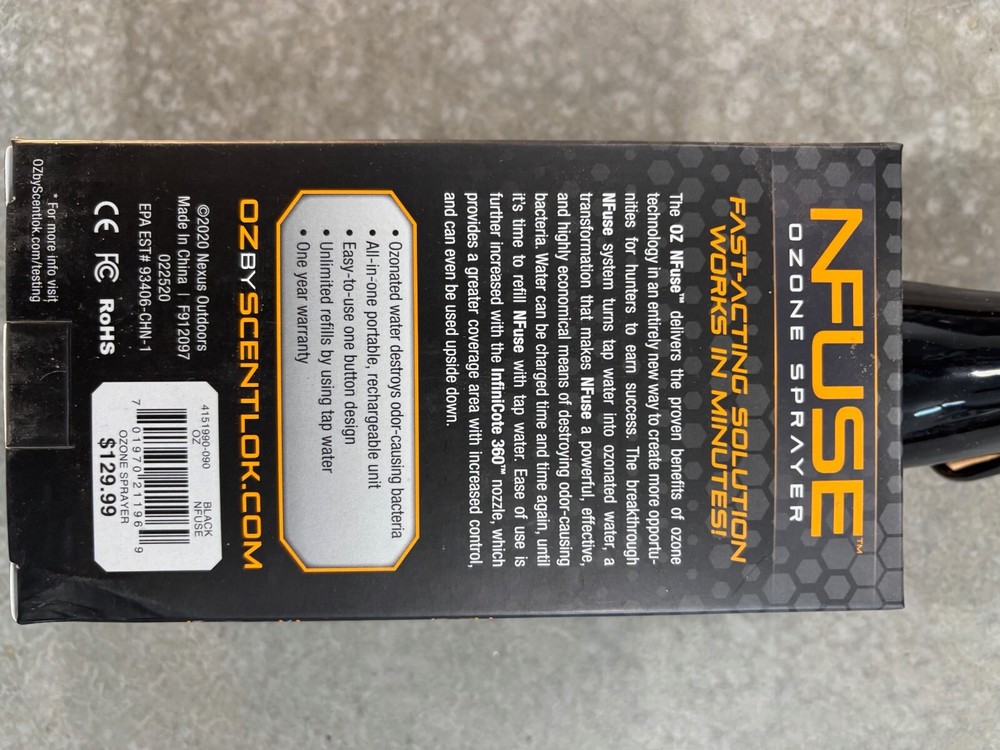 NFUSE™
OZONE SPRAYER
FAST-ACTING SOLUTION
WORKS IN MINUTES!
The OZ NFuse™ delivers the proven benefits of ozone
technology in an entirely new way to create more opportu-
nities for hunters to earn success. The breakthrough
NFuse system turns tap water into ozonated water, a
transformation that makes NFuse a powerful, effective,
and highly economical means of destroying odor-causing
bacteria. Water can be charged time and time again, until
it's time to refill NFuse with tap water. Ease of use is
further increased with the InfiniCote 360™ nozzle, which
provides a greater coverage area with increased control,
and can even be used upside down.
• Ozonated water destroys odor-causing bacteria
• All-in-one portable, rechargeable unit
• Easy-to-use one button design
• Unlimited refills by using tap water
• One year warranty
OZBYSCENTLOK.COM
©2020 Nexus Outdoors
022520
Made in China | F912097
EPA EST# 93406-CHN-1
CE FC RoHS
* For more info visit
OZbyScentlok.com/testing
4151990-090 BLACK
OZ NFUSE
7 01970 21196 9
OZONE SPRAYER
$129.99